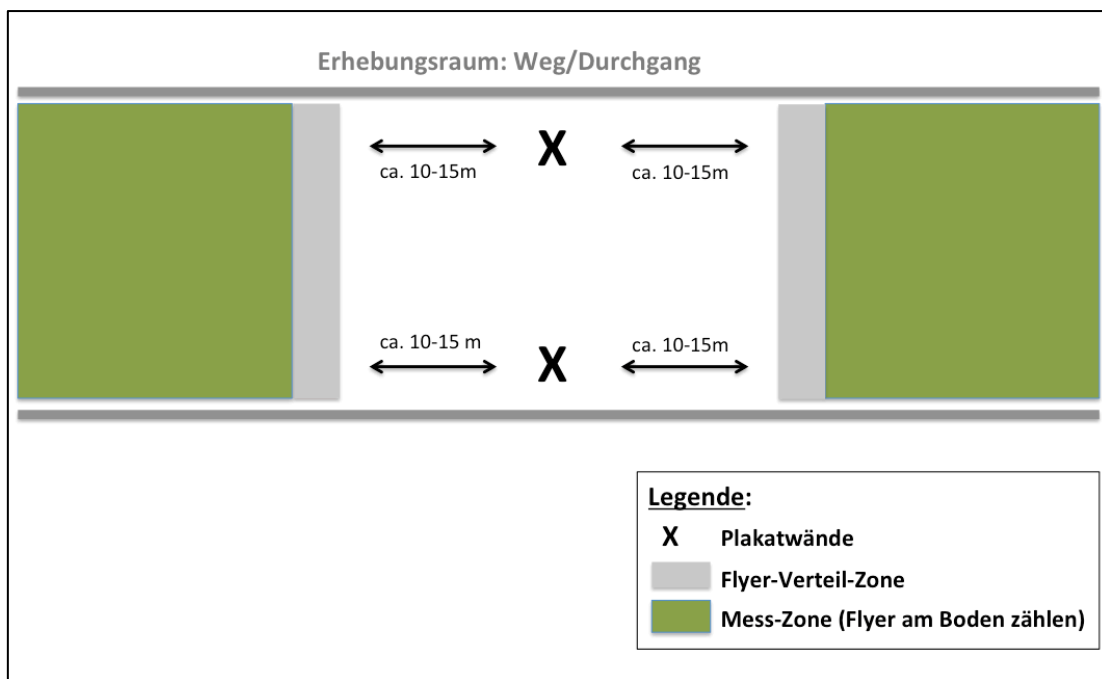 Erhebungsraum: Weg/Durchgang
X
ca. 10-15m
ca. 10-15m
ca. 10-15 m
X
ca. 10-15m
Legende:
X Plakatwände
Flyer-Verteil-Zone
Mess-Zone (Flyer am Boden zählen)